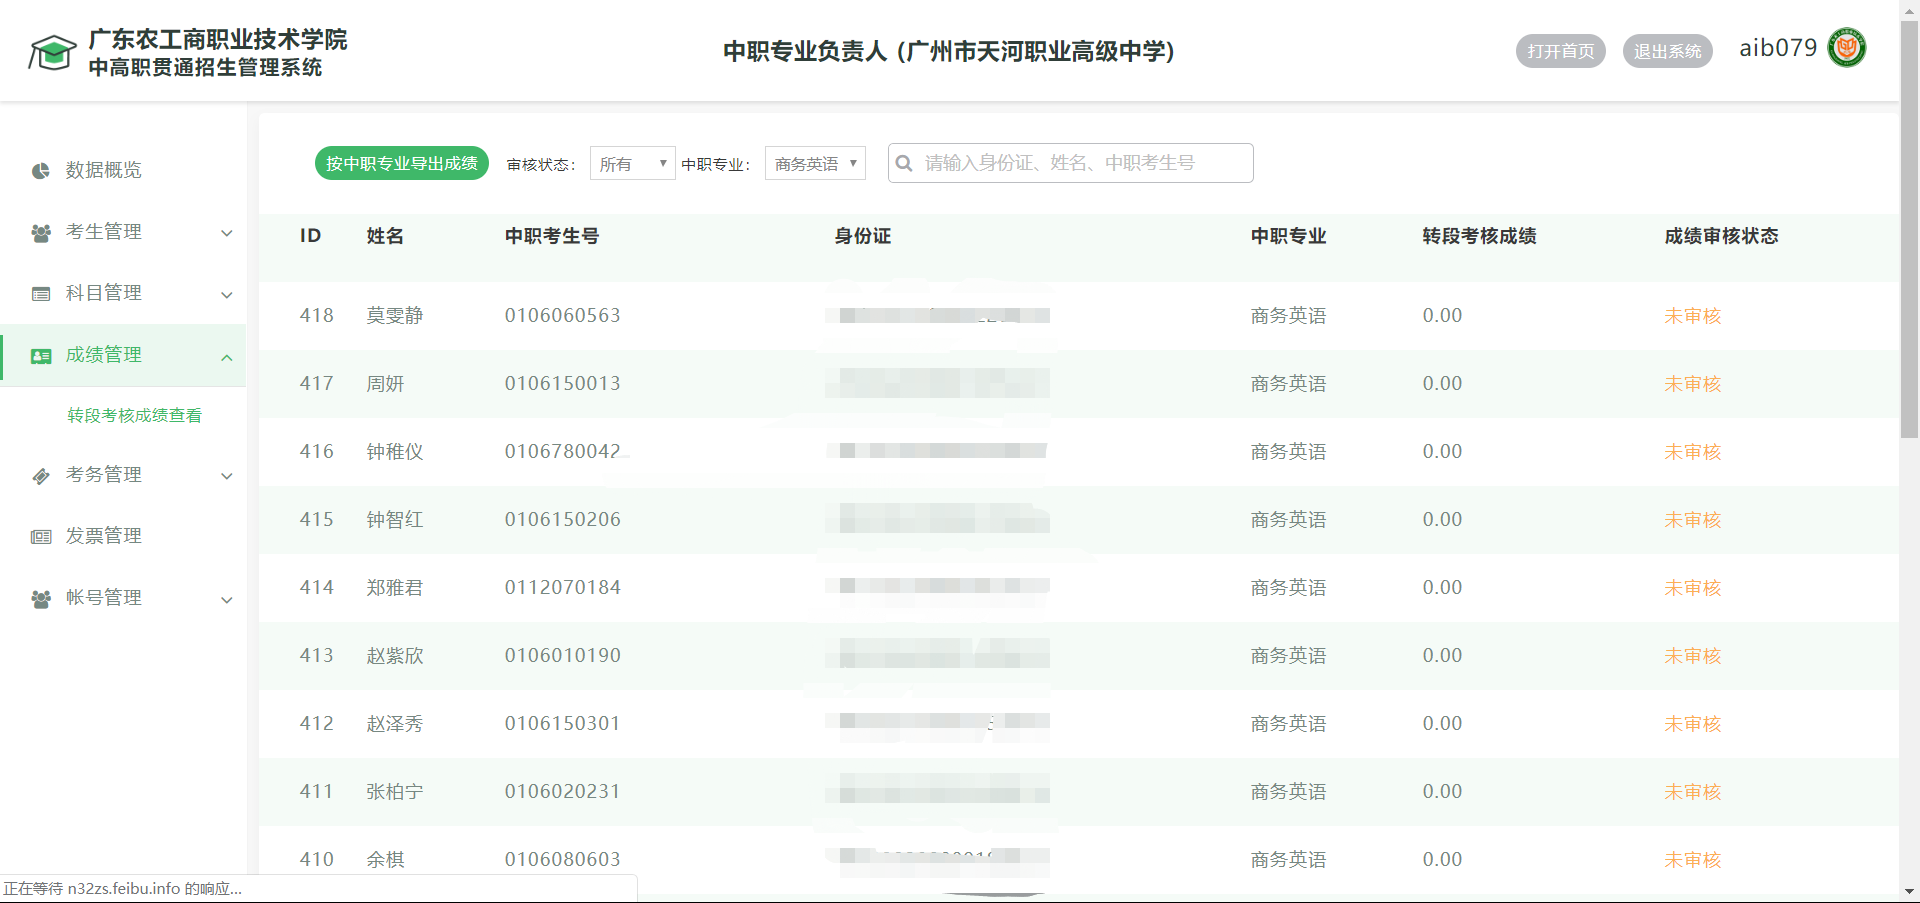 广东农工商职业技术学院
中高职贯通招生管理系统
中职专业负责人 (广州市天河职业高级中学)
打开首页
退出系统
aib079
数据概览
考生管理
科目管理
成绩管理
转段考核成绩查看
考务管理
发票管理
帐号管理
按中职专业导出成绩 审核状态： 所有 中职专业： 商务英语 请输入身份证、姓名、中职考生号
ID 姓名 中职考生号 身份证 中职专业 转段考核成绩 成绩审核状态
418 莫雯静 0106060563 商务英语 0.00 未审核
417 周妍 0106150013 商务英语 0.00 未审核
416 钟稚仪 0106780042 商务英语 0.00 未审核
415 钟智红 0106150206 商务英语 0.00 未审核
414 郑雅君 0112070184 商务英语 0.00 未审核
413 赵紫欣 0106010190 商务英语 0.00 未审核
412 赵泽秀 0106150301 商务英语 0.00 未审核
411 张柏宁 0106020231 商务英语 0.00 未审核
410 余棋 0106080603 商务英语 0.00 未审核
正在等待 n32zs.feibu.info 的响应...